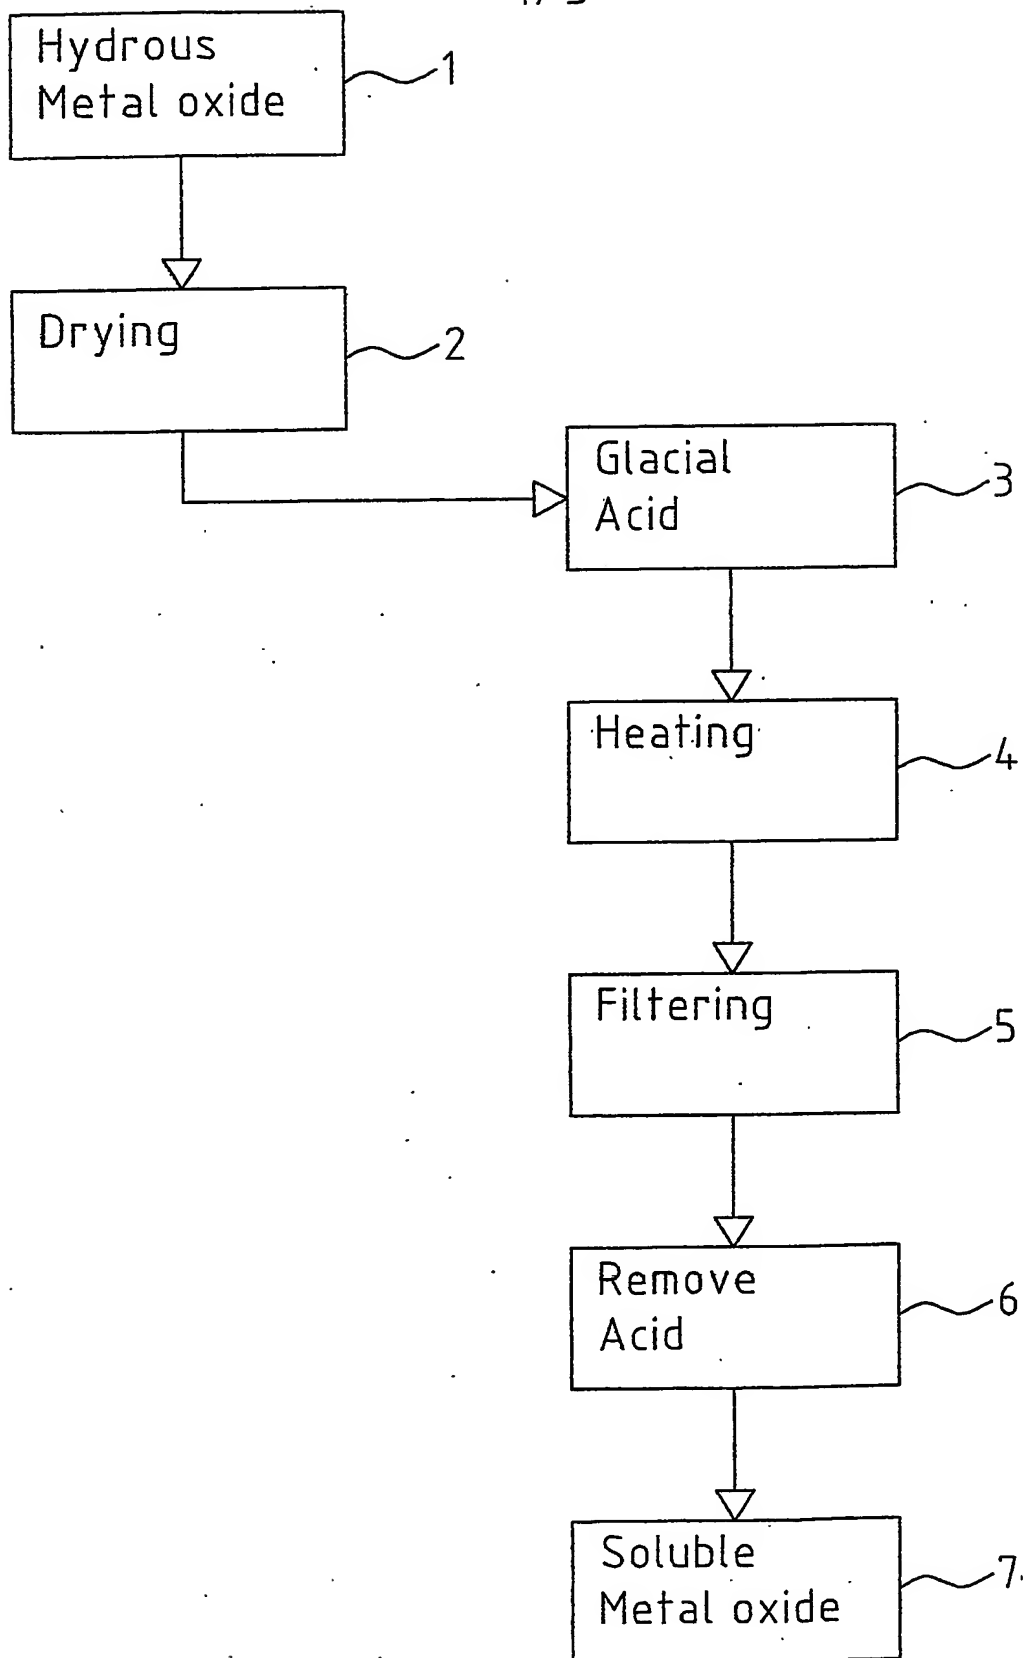 Hydrous
Metal oxide
1
Drying
2
Glacial
Acid
3
Heating
4
Filtering
5
Remove
Acid
6
Soluble
Metal oxide
7